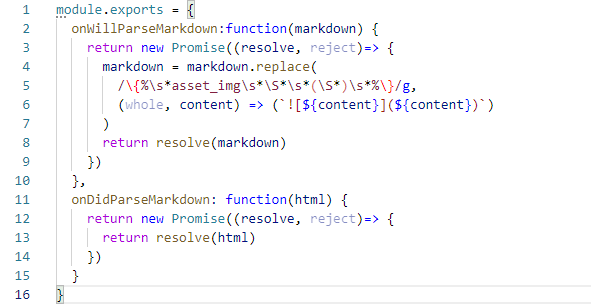 1 module.exports = {
2   onWillParseMarkdown:function(markdown) {
3     return new Promise((resolve, reject)=> {
4       markdown = markdown.replace(
5         /\{%\s*asset_img\s*\S*\s*(\S*)\s*%\}/g,
6         (whole, content) => (`![${content}](${content})`)
7       )
8       return resolve(markdown)
9     })
10   },
11   onDidParseMarkdown: function(html) {
12     return new Promise((resolve, reject)=> {
13       return resolve(html)
14     })
15   }
16 }